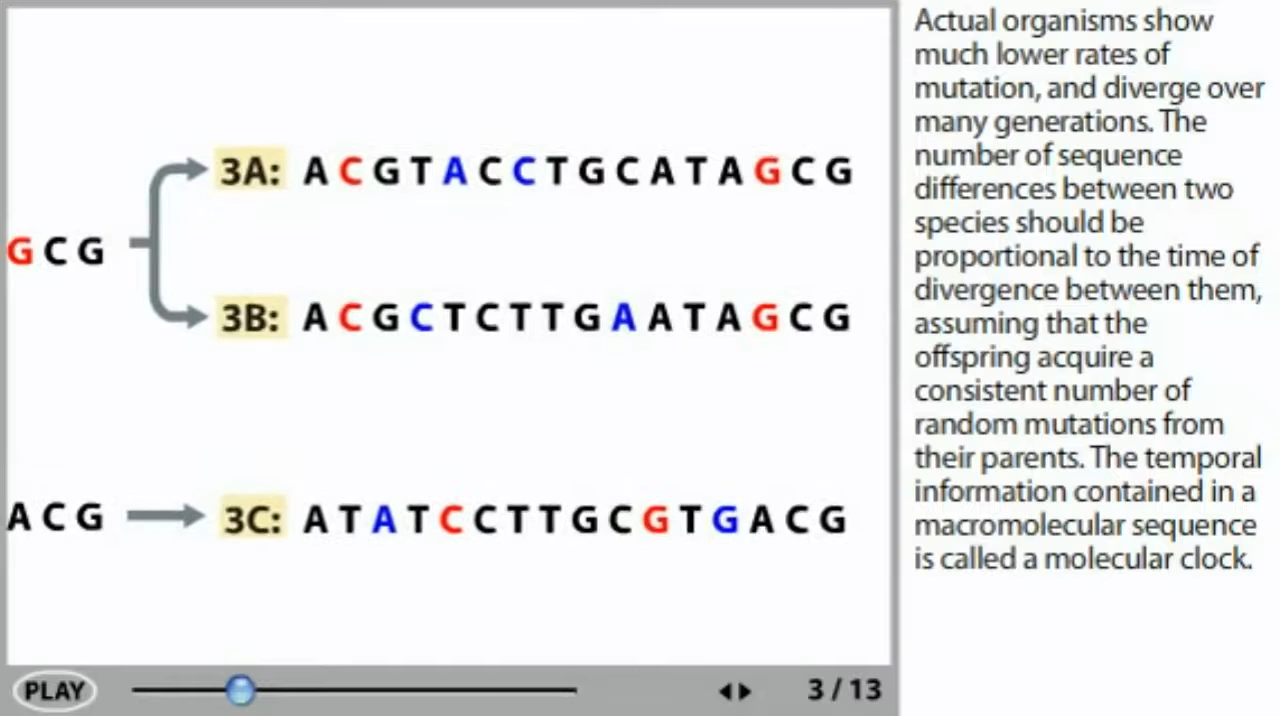 3A: A C G T A C C T G C A T A G C G
G C G
3B: A C G C T C T T G A A T A G C G
A C G
3C: A T A T C C T T G C G T G A C G
PLAY
3 / 13
Actual organisms show
much lower rates of
mutation, and diverge over
many generations. The
number of sequence
differences between two
species should be
proportional to the time of
divergence between them,
assuming that the
offspring acquire a
consistent number of
random mutations from
their parents. The temporal
information contained in a
macromolecular sequence
is called a molecular clock.